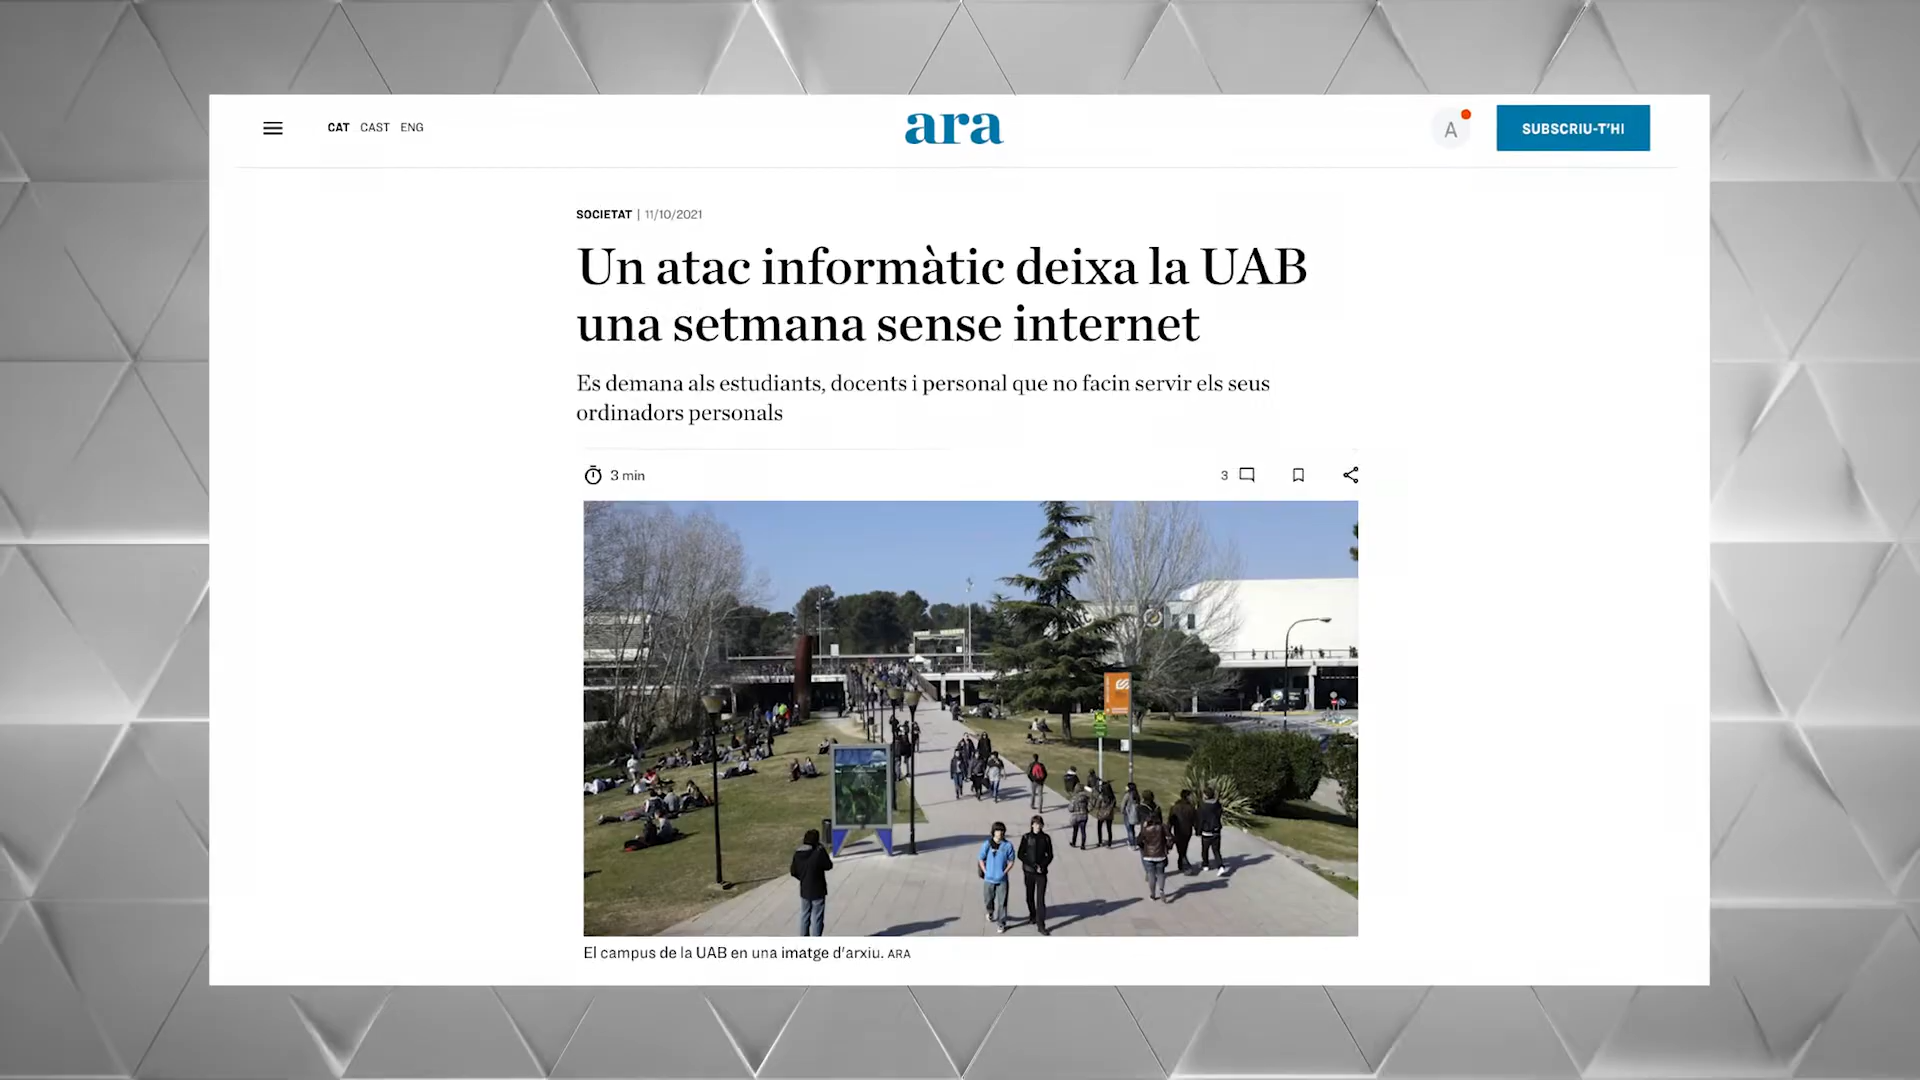 CAT CAST ENG
ara
A
SUBSCRIU-T'HI
SOCIETAT | 11/10/2021
Un atac informàtic deixa la UAB
una setmana sense internet
Es demana als estudiants, docents i personal que no facin servir els seus
ordinadors personals
3 min
3
El campus de la UAB en una imatge d'arxiu. ARA